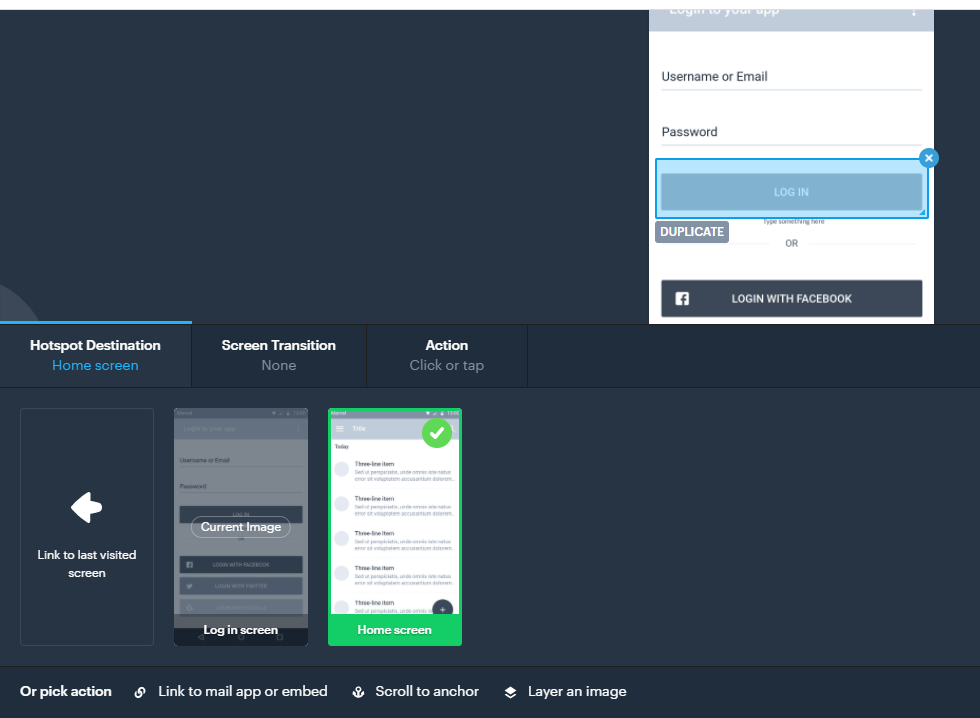 Login to your app
Username or Email
Password
LOG IN
Type something here
DUPLICATE
OR
LOGIN WITH FACEBOOK
Hotspot Destination
Home screen
Screen Transition
None
Action
Click or tap
Link to last visited
screen
Marvel
13:00
Login to your app
Username or Email
Password
LOG IN
Current Image
OR
LOGIN WITH FACEBOOK
LOGIN WITH TWITTER
Log in screen
Marvel
13:00
Title
Today
Three-line item
Sed ut perspiciatis, unde omnis iste natus
error sit voluptatem accusantium dolorem.
Three-line item
Sed ut perspiciatis, unde omnis iste natus
error sit voluptatem accusantium dolorem.
Three-line item
Sed ut perspiciatis, unde omnis iste natus
error sit voluptatem accusantium dolorem.
Three-line item
Sed ut perspiciatis, unde omnis iste natus
error sit voluptatem accusantium dolorem.
Three-line item
Sed ut perspiciatis, unde omnis iste natus
Home screen
Or pick action
Link to mail app or embed
Scroll to anchor
Layer an image